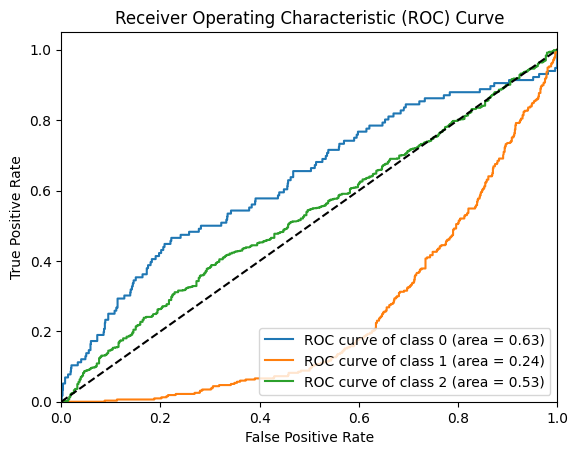 Receiver Operating Characteristic (ROC) Curve
1.0
0.8
0.6
0.4
0.2
0.0
True Positive Rate
ROC curve of class 0 (area = 0.63)
ROC curve of class 1 (area = 0.24)
ROC curve of class 2 (area = 0.53)
0.0 0.2 0.4 0.6 0.8 1.0
False Positive Rate